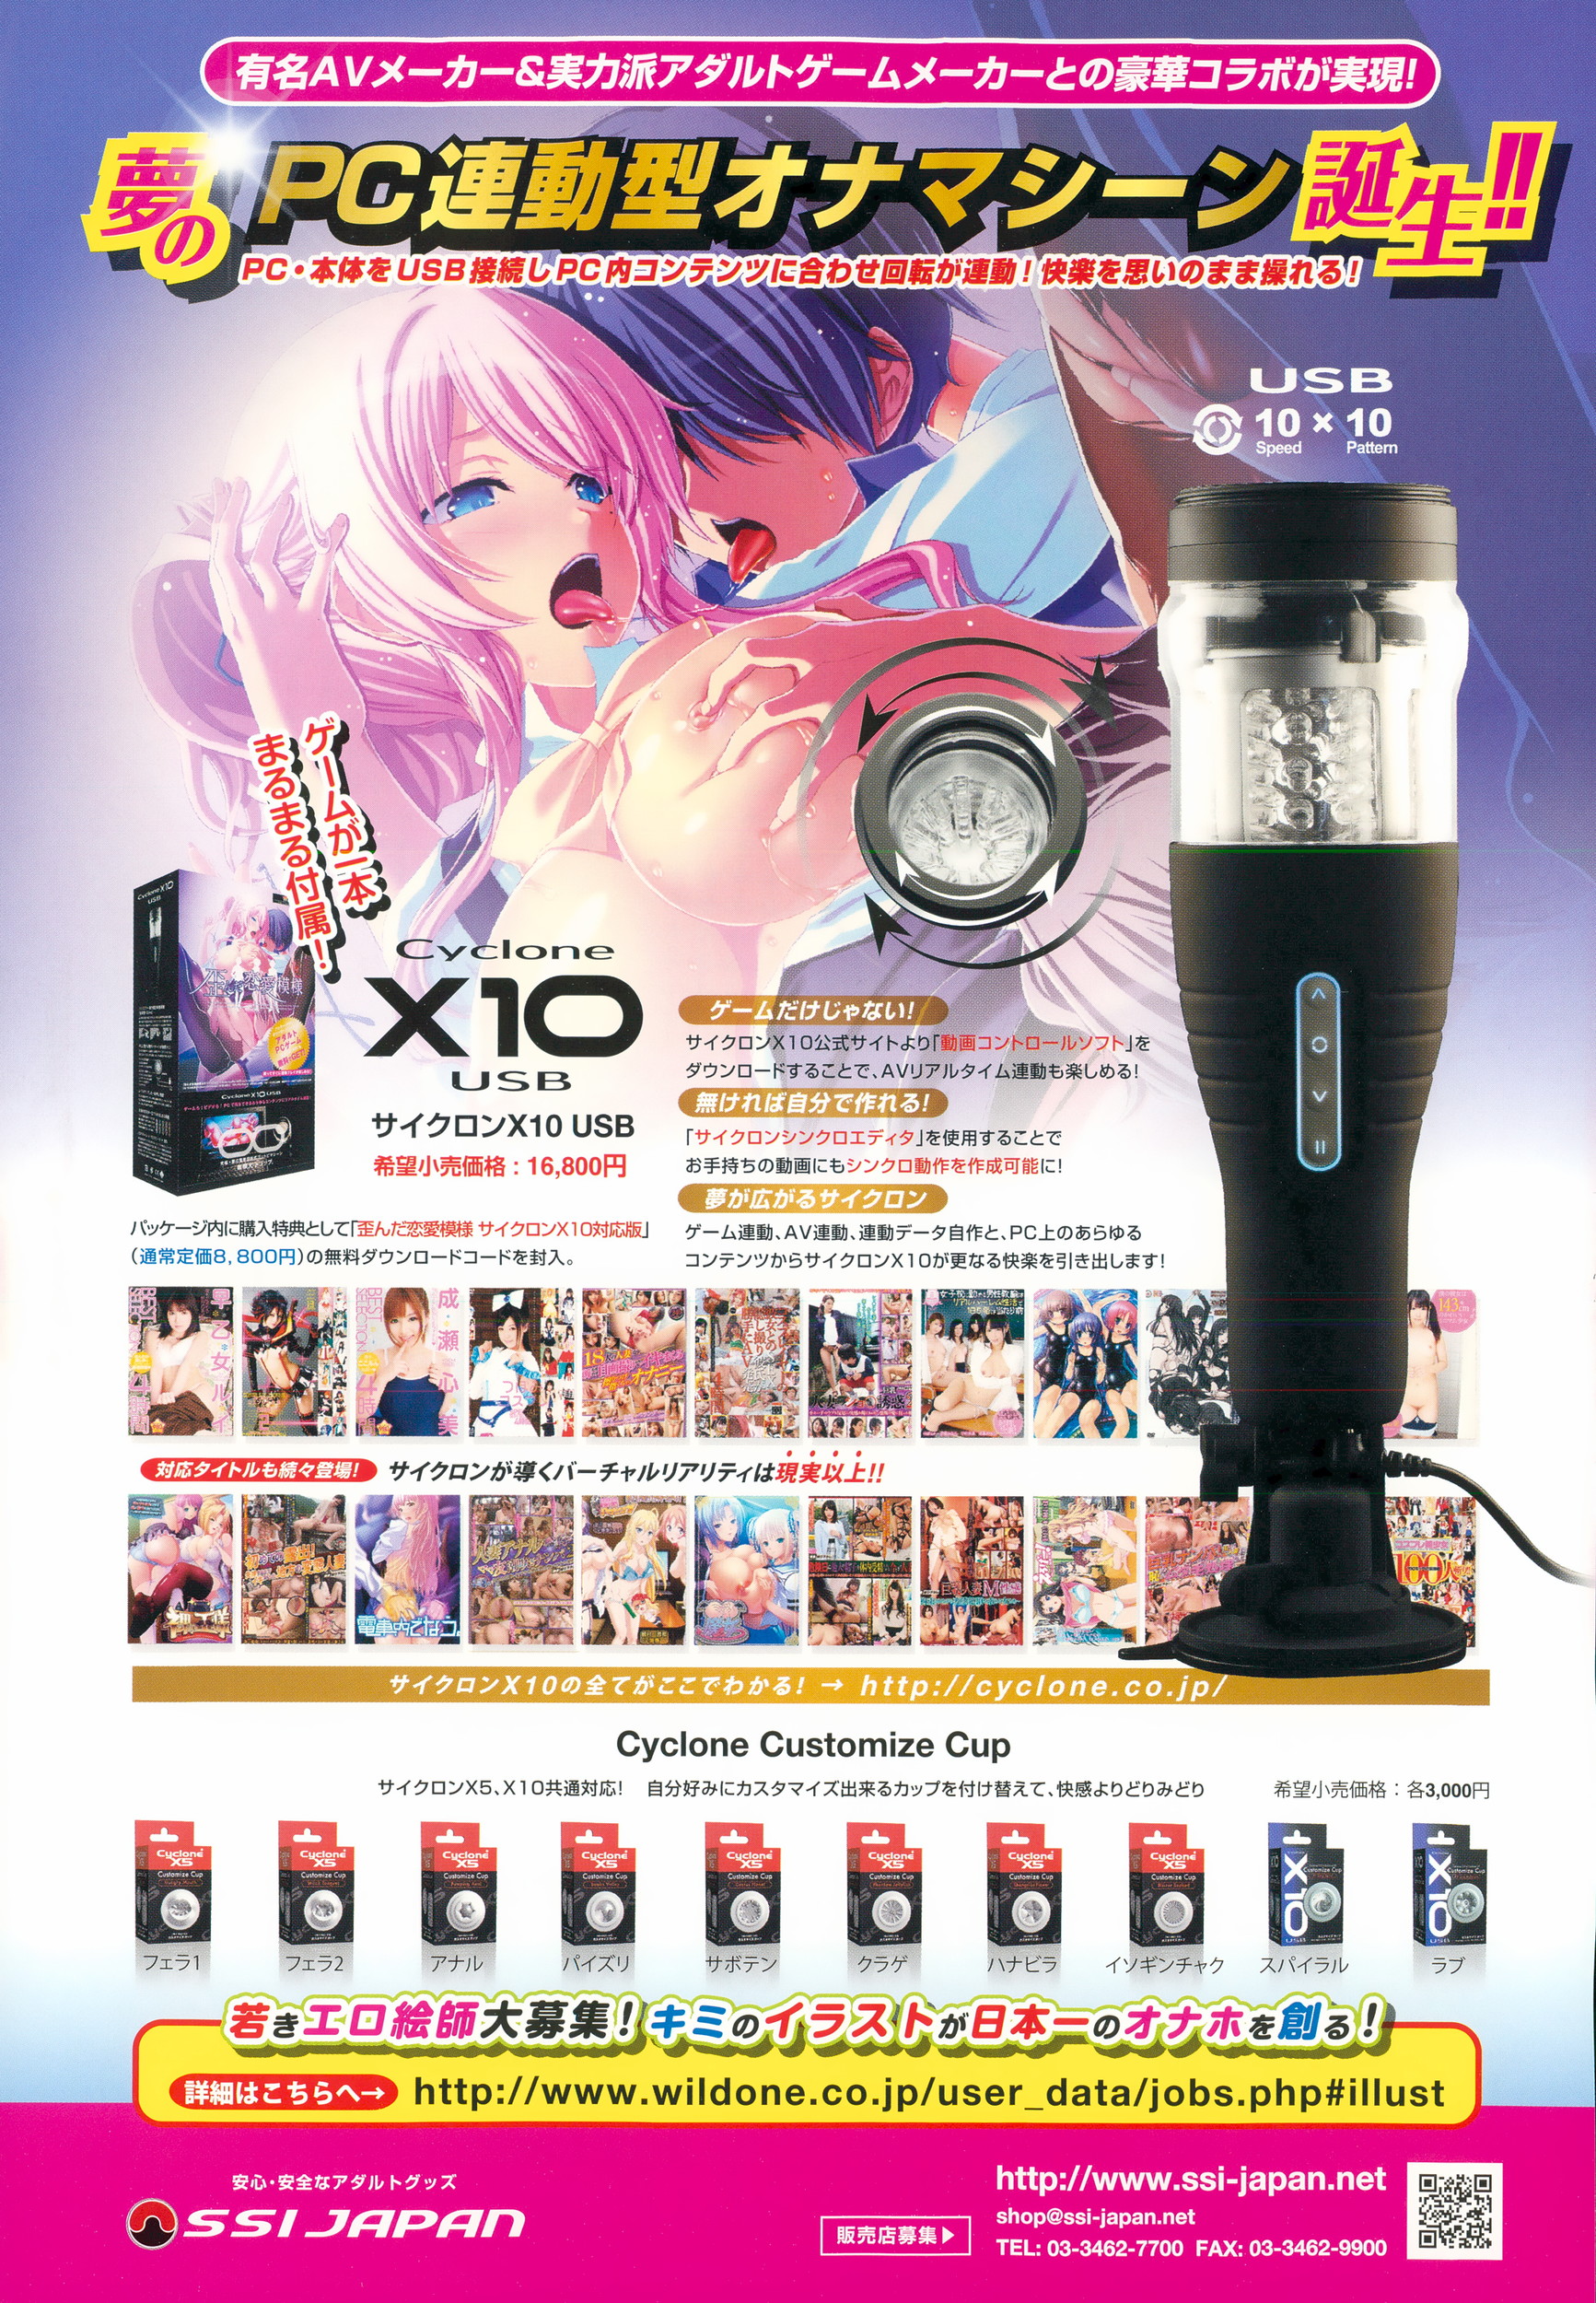 有名AVメーカー&実力派アダルトゲームメーカーとの豪華コラボが実現!
夢のPC連動型オナマシーン誕生!!
PC・本体をUSB接続しPC内コンテンツに合わせ回転が連動!快楽を思いのまま操れる!
USB
10 × 10
Speed Pattern
ゲームが一本
まるまる付属!
Cyclone
X10
USB
サイクロンX10 USB
希望小売価格:16,800円
パッケージ内に購入特典として「歪んだ恋愛模様 サイクロンX10対応版」
(通常定価8,800円)の無料ダウンロードコードを封入。
ゲームだけじゃない!
サイクロンX10公式サイトより「動画コントロールソフト」を
ダウンロードすることで、AVリアルタイム連動も楽しめる!
無ければ自分で作れる!
「サイクロンシンクロエディタ」を使用することで
お手持ちの動画にもシンクロ動作を作成可能に!
夢が広がるサイクロン
ゲーム連動、AV連動、連動データ自作と、PC上のあらゆる
コンテンツからサイクロンX10が更なる快楽を引き出します!
対応タイトルも続々登場! サイクロンが導くバーチャルリアリティは現実以上!!
サイクロンX10の全てがここでわかる! → http://cyclone.co.jp/
Cyclone Customize Cup
サイクロンX5、X10共通対応! 自分好みにカスタマイズ出来るカップを付け替えて、快感よりどりみどり 希望小売価格:各3,000円
フェラ1 フェラ2 アナル パイズリ サボテン クラゲ ハナビラ イソギンチャク スパイラル ラブ
若きエロ絵師大募集!キミのイラストが日本一のオナホを創る!
詳細はこちらへ→ http://www.wildone.co.jp/user_data/jobs.php#illust
安心・安全なアダルトグッズ
SSI JAPAN
販売店募集▶
http://www.ssi-japan.net
shop@ssi-japan.net
TEL: 03-3462-7700 FAX: 03-3462-9900